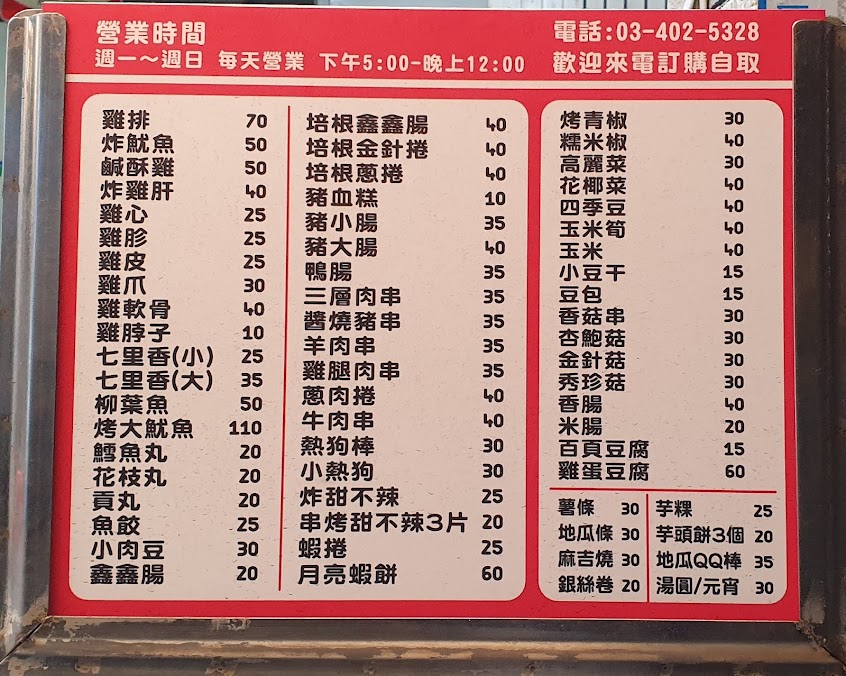 營業時間
週一～週日 每天營業 下午5:00-晚上12:00
電話:03-402-5328
歡迎來電訂購自取
雞排 70
炸魷魚 50
鹹酥雞 50
炸雞肝 40
雞心 25
雞胗 25
雞皮 25
雞爪 30
雞軟骨 40
雞脖子 10
七里香(小) 25
七里香(大) 35
柳葉魚 50
烤大魷魚 110
鱈魚丸 20
花枝丸 20
貢丸 20
魚餃 25
小肉豆 30
鑫鑫腸 20
培根鑫鑫腸 40
培根金針捲 40
培根蔥捲 40
豬血糕 10
豬小腸 35
豬大腸 40
鴨腸 35
三層肉串 35
醬燒豬串 35
羊肉串 35
雞腿肉串 35
蔥肉捲 40
牛肉串 40
熱狗棒 30
小熱狗 30
炸甜不辣 25
串烤甜不辣3片 20
蝦捲 25
月亮蝦餅 60
烤青椒 30
糯米椒 40
高麗菜 30
花椰菜 40
四季豆 40
玉米筍 40
玉米 40
小豆干 15
豆包 15
香菇串 30
杏鮑菇 30
金針菇 30
秀珍菇 30
香腸 40
米腸 20
百頁豆腐 15
雞蛋豆腐 60
薯條 30
地瓜條 30
麻吉燒 30
銀絲卷 20
芋粿 25
芋頭餅3個 20
地瓜QQ棒 35
湯圓/元宵 30